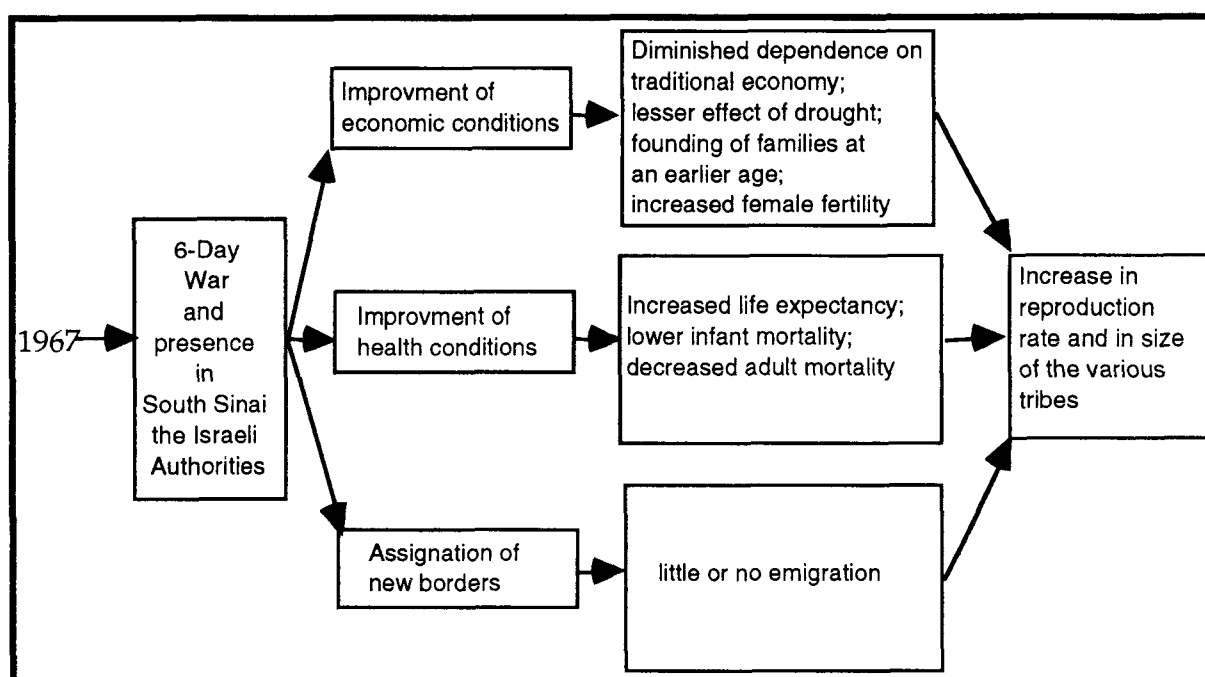 1967
6-Day
War
and
presence
in
South Sinai
the Israeli
Authorities
Improvment of
economic conditions
Diminished dependence on
traditional economy;
lesser effect of drought;
founding of families at
an earlier age;
increased female fertility
Improvment of
health conditions
Increased life expectancy;
lower infant mortality;
decreased adult mortality
Assignation of
new borders
little or no emigration
Increase in
reproduction
rate and in size
of the various
tribes